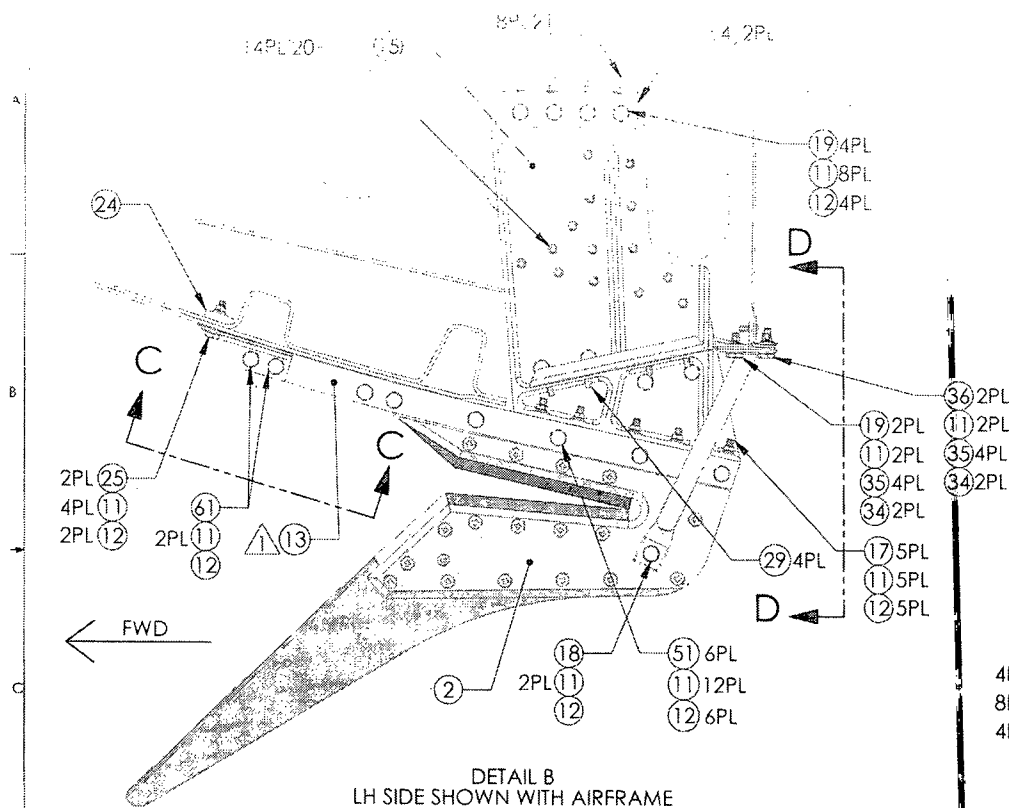 14PL 20
(15)
4, 2PL
A
19 4PL
11 8PL
12 4PL
24
D
C
B
36 2PL
11 2PL
35 4PL
34 2PL
19 2PL
11 2PL
35 4PL
34 2PL
C
2PL 25
4PL 11
2PL 12
61
2PL 11
12
1 13
29 4PL
17 5PL
11 5PL
12 5PL
D
FWD
18
2PL 11
12
51 6PL
11 12PL
12 6PL
2
C
DETAIL B
LH SIDE SHOWN WITH AIRFRAME